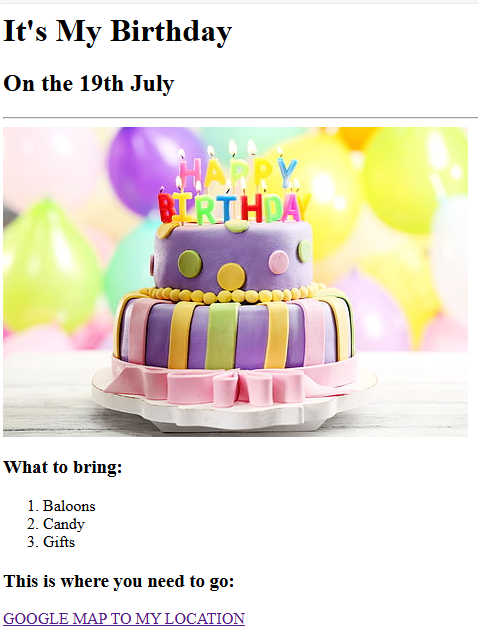 It's My Birthday
On the 19th July
HAPPY
BIRTHDAY
What to bring:
1. Baloons
2. Candy
3. Gifts
This is where you need to go:
GOOGLE MAP TO MY LOCATION